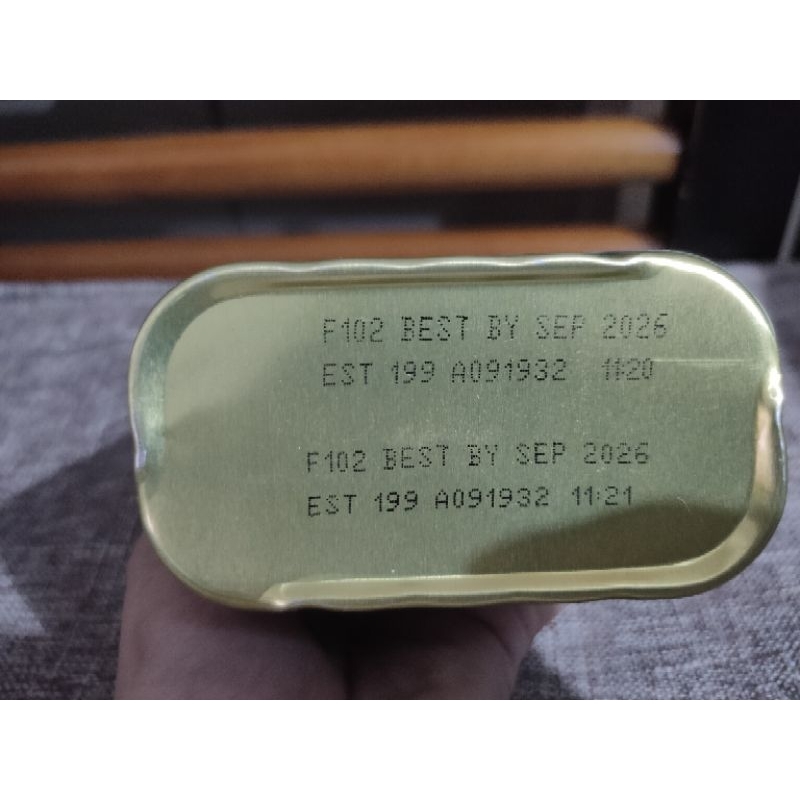 F102 BEST BY SEP 2026
EST 199 A091932 11:20
F102 BEST BY SEP 2026
EST 199 A091932 11:21